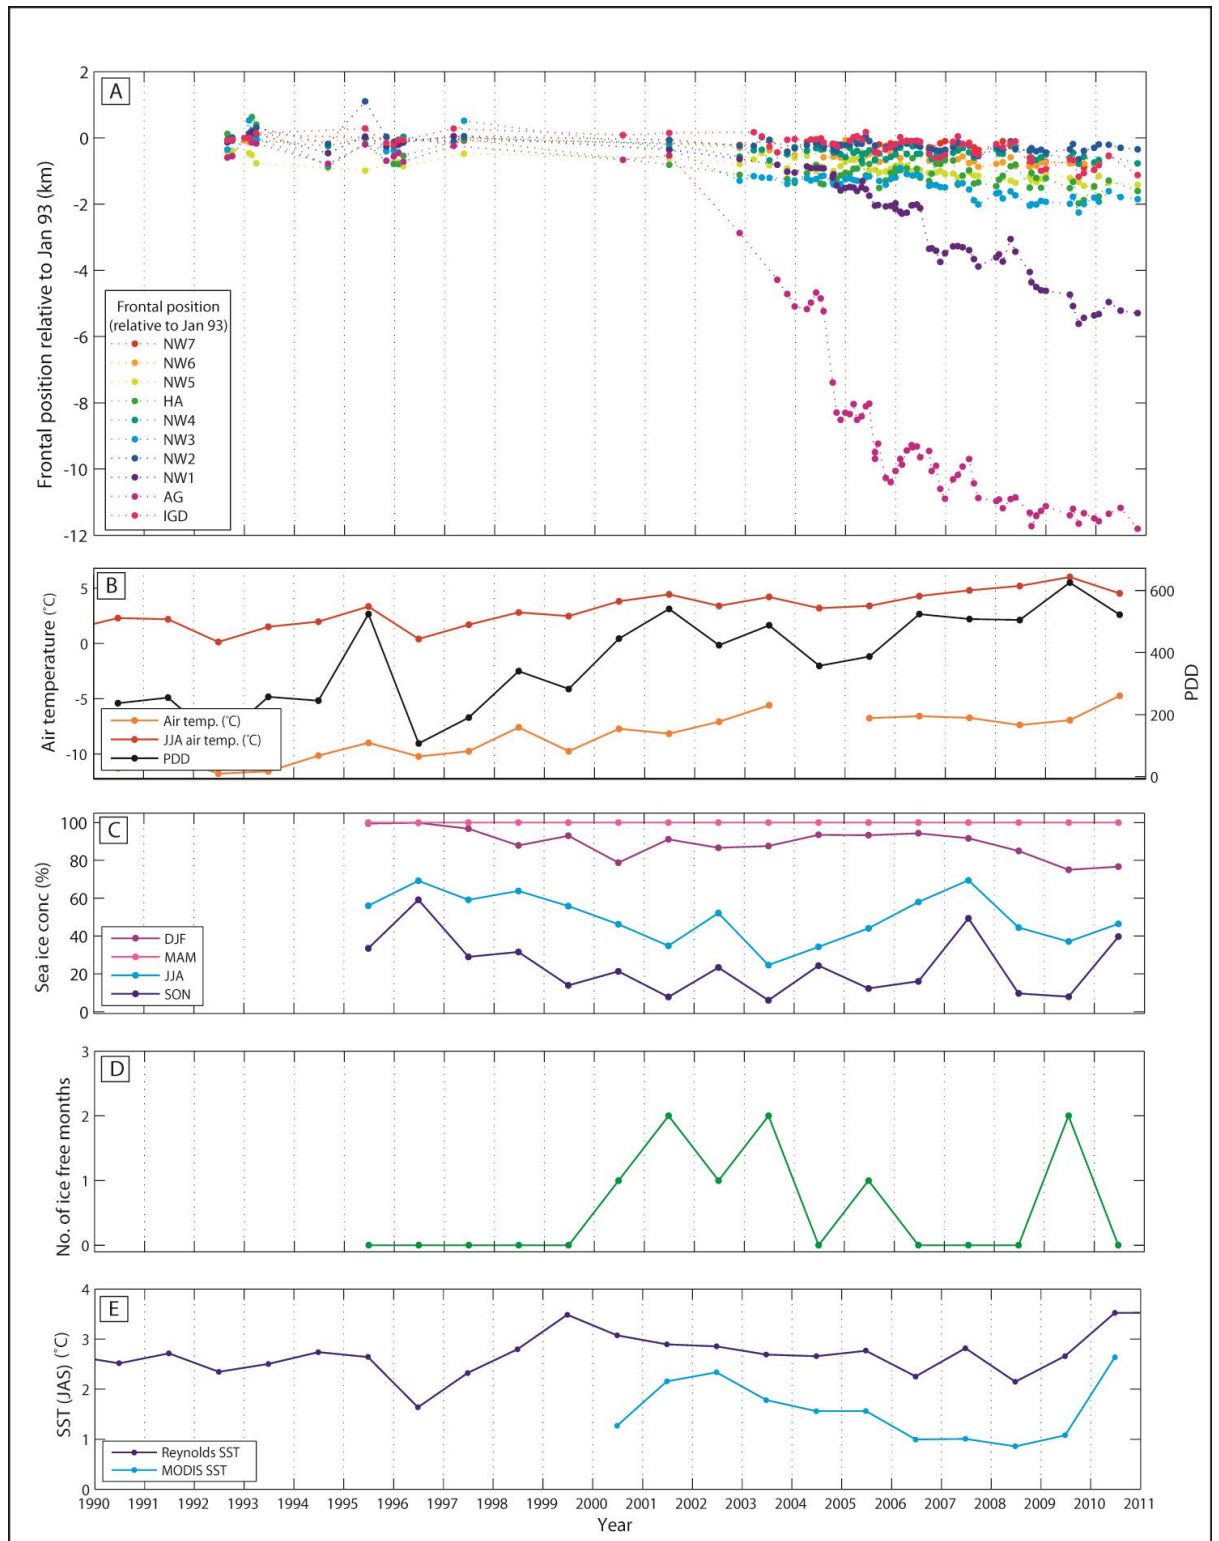 A
2
0
-2
-4
-6
-8
-10
-12
Frontal position relative to Jan 93 (km)
Frontal position
(relative to Jan 93)
NW7
NW6
NW5
HA
NW4
NW3
NW2
NW1
AG
IGD
B
5
0
-5
-10
Air temperature (°C)
600
400
200
0
PDD
Air temp. (°C)
JJA air temp. (°C)
PDD
C
100
80
60
40
20
0
Sea ice conc (%)
DJF
MAM
JJA
SON
D
3
2
1
0
No. of ice free months
E
4
3
2
1
0
SST (JAS) (°C)
Reynolds SST
MODIS SST
1990 1991 1992 1993 1994 1995 1996 1997 1998 1999 2000 2001 2002 2003 2004 2005 2006 2007 2008 2009 2010 2011
Year